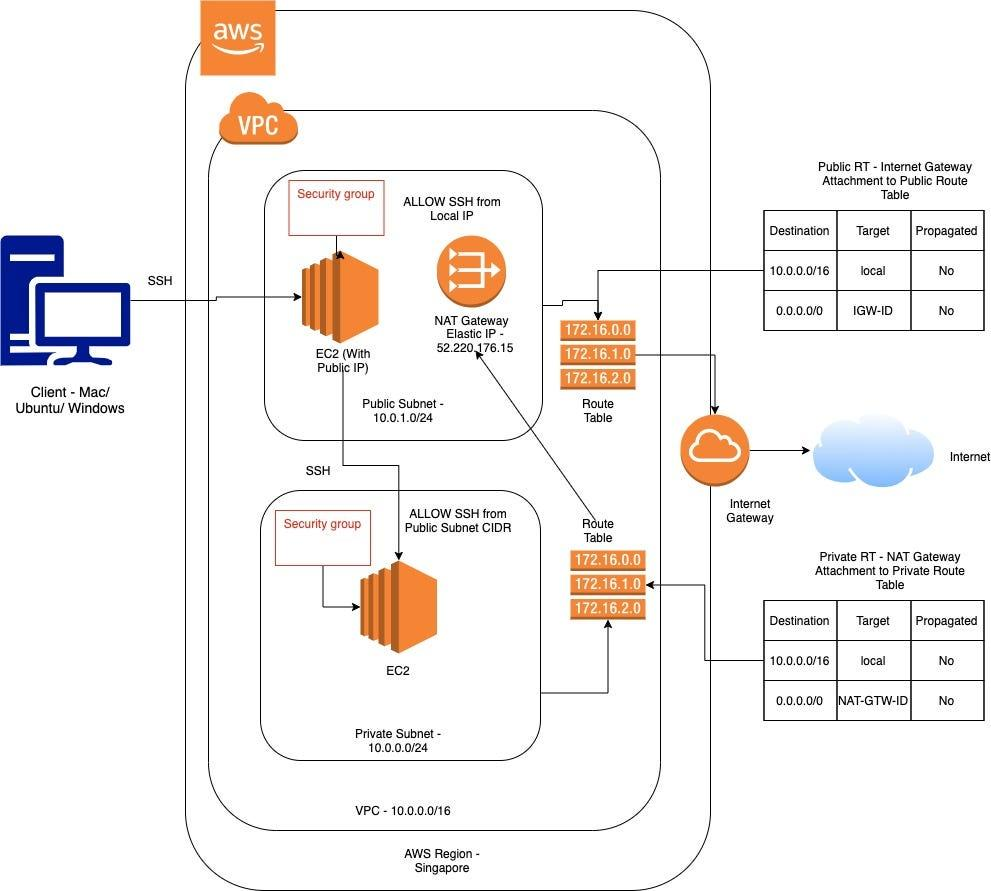 aws
VPC
Security group
ALLOW SSH from
Local IP
SSH
NAT Gateway
Elastic IP -
52.220.176.15
EC2 (With
Public IP)
Public Subnet -
10.0.1.0/24
Client - Mac/
Ubuntu/ Windows
172.16.0.0
172.16.1.0
172.16.2.0
Route
Table
Public RT - Internet Gateway
Attachment to Public Route
Table
Destination Target Propagated
10.0.0.0/16 local No
0.0.0.0/0 IGW-ID No
Internet
Internet
Gateway
SSH
Security group
ALLOW SSH from
Public Subnet CIDR
EC2
Private Subnet -
10.0.0.0/24
Route
Table
172.16.0.0
172.16.1.0
172.16.2.0
Private RT - NAT Gateway
Attachment to Private Route
Table
Destination Target Propagated
10.0.0.0/16 local No
0.0.0.0/0 NAT-GTW-ID No
VPC - 10.0.0.0/16
AWS Region -
Singapore